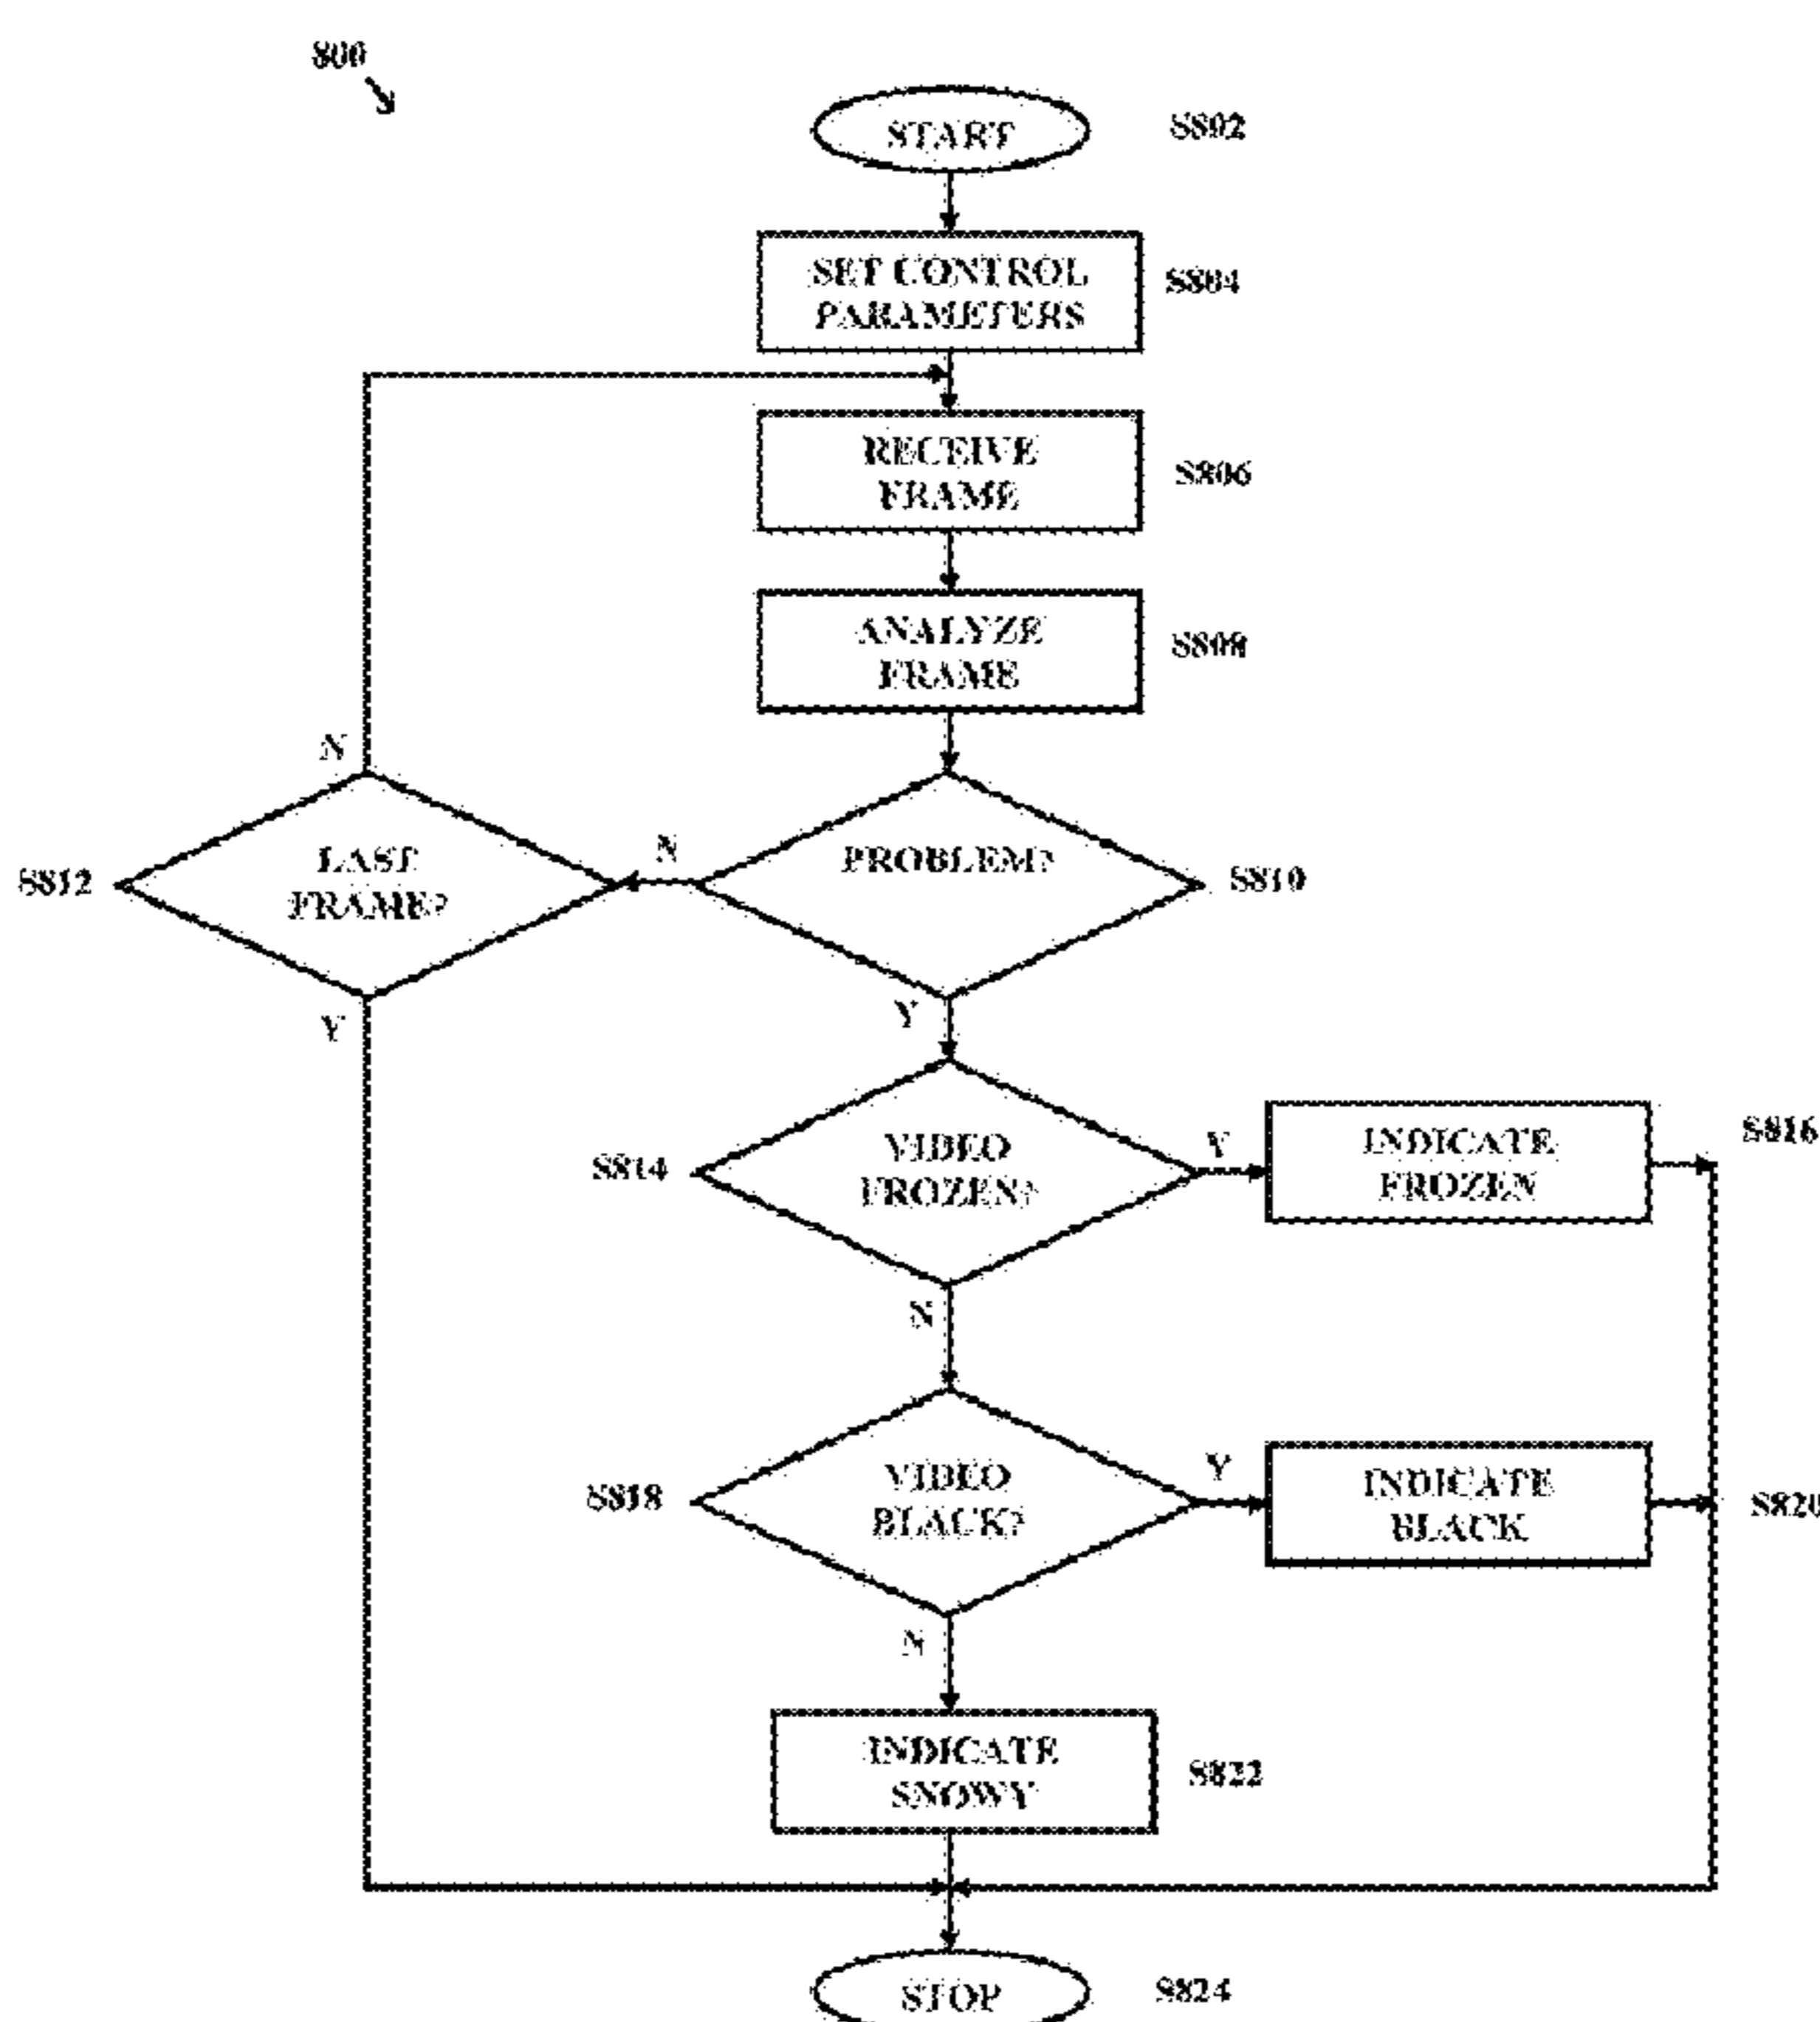 800
START
S802
SET CONTROL
PARAMETERS
S804
RECEIVE
FRAME
S806
ANALYZE
FRAME
S808
N
LAST
FRAME?
S812
N
PROBLEM?
S810
Y
Y
VIDEO
FROZEN?
S814
Y
INDICATE
FROZEN
S816
N
VIDEO
BLACK?
S818
Y
INDICATE
BLACK
S820
N
INDICATE
SNOWY
S822
STOP
S824